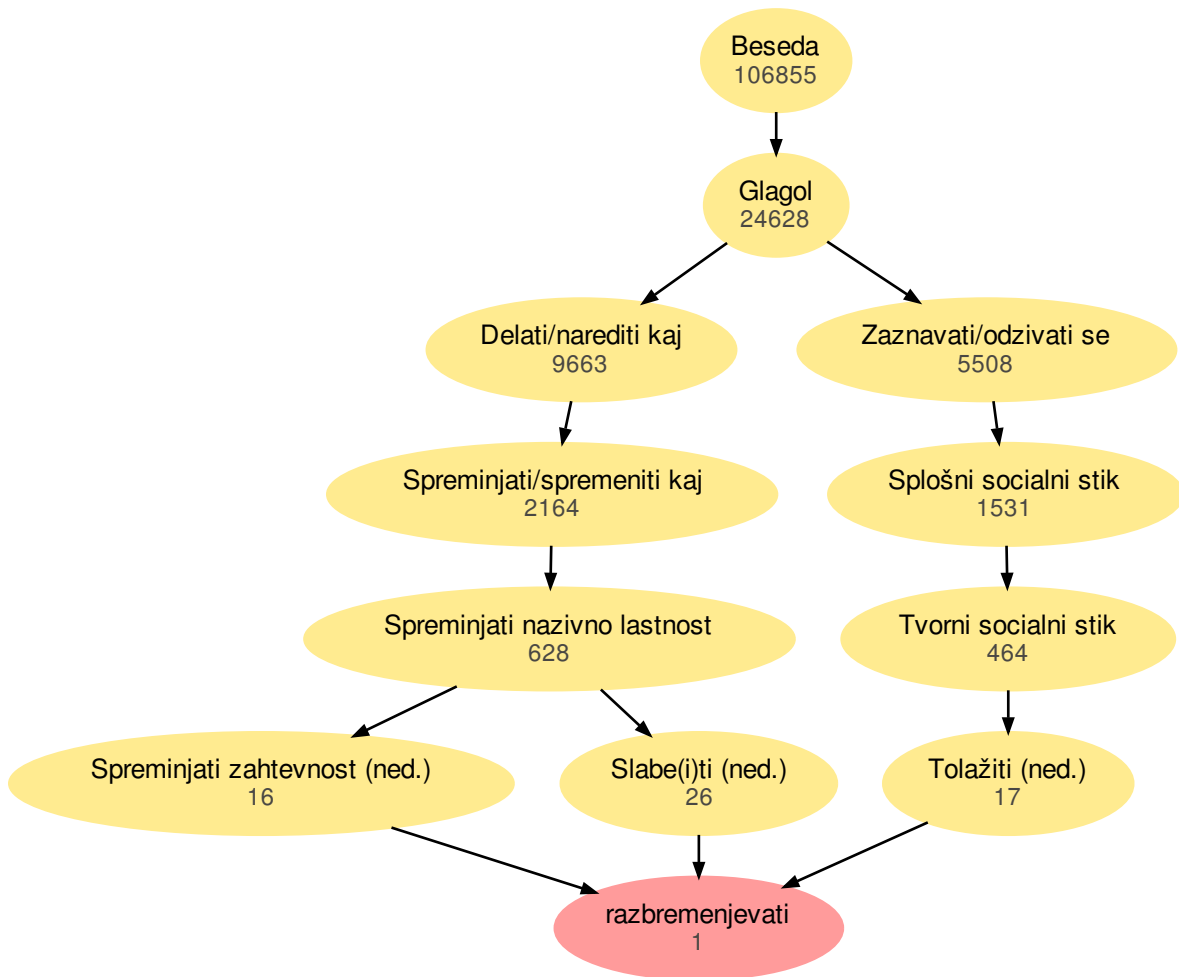 Beseda
106855
Glagol
24628
Delati/narediti kaj
9663
Zaznavati/odzivati se
5508
Spreminjati/spremeniti kaj
2164
Splošni socialni stik
1531
Spreminjati nazivno lastnost
628
Tvorni socialni stik
464
Spreminjati zahtevnost (ned.)
16
Slabe(i)ti (ned.)
26
Tolažiti (ned.)
17
razbremenjevati
1